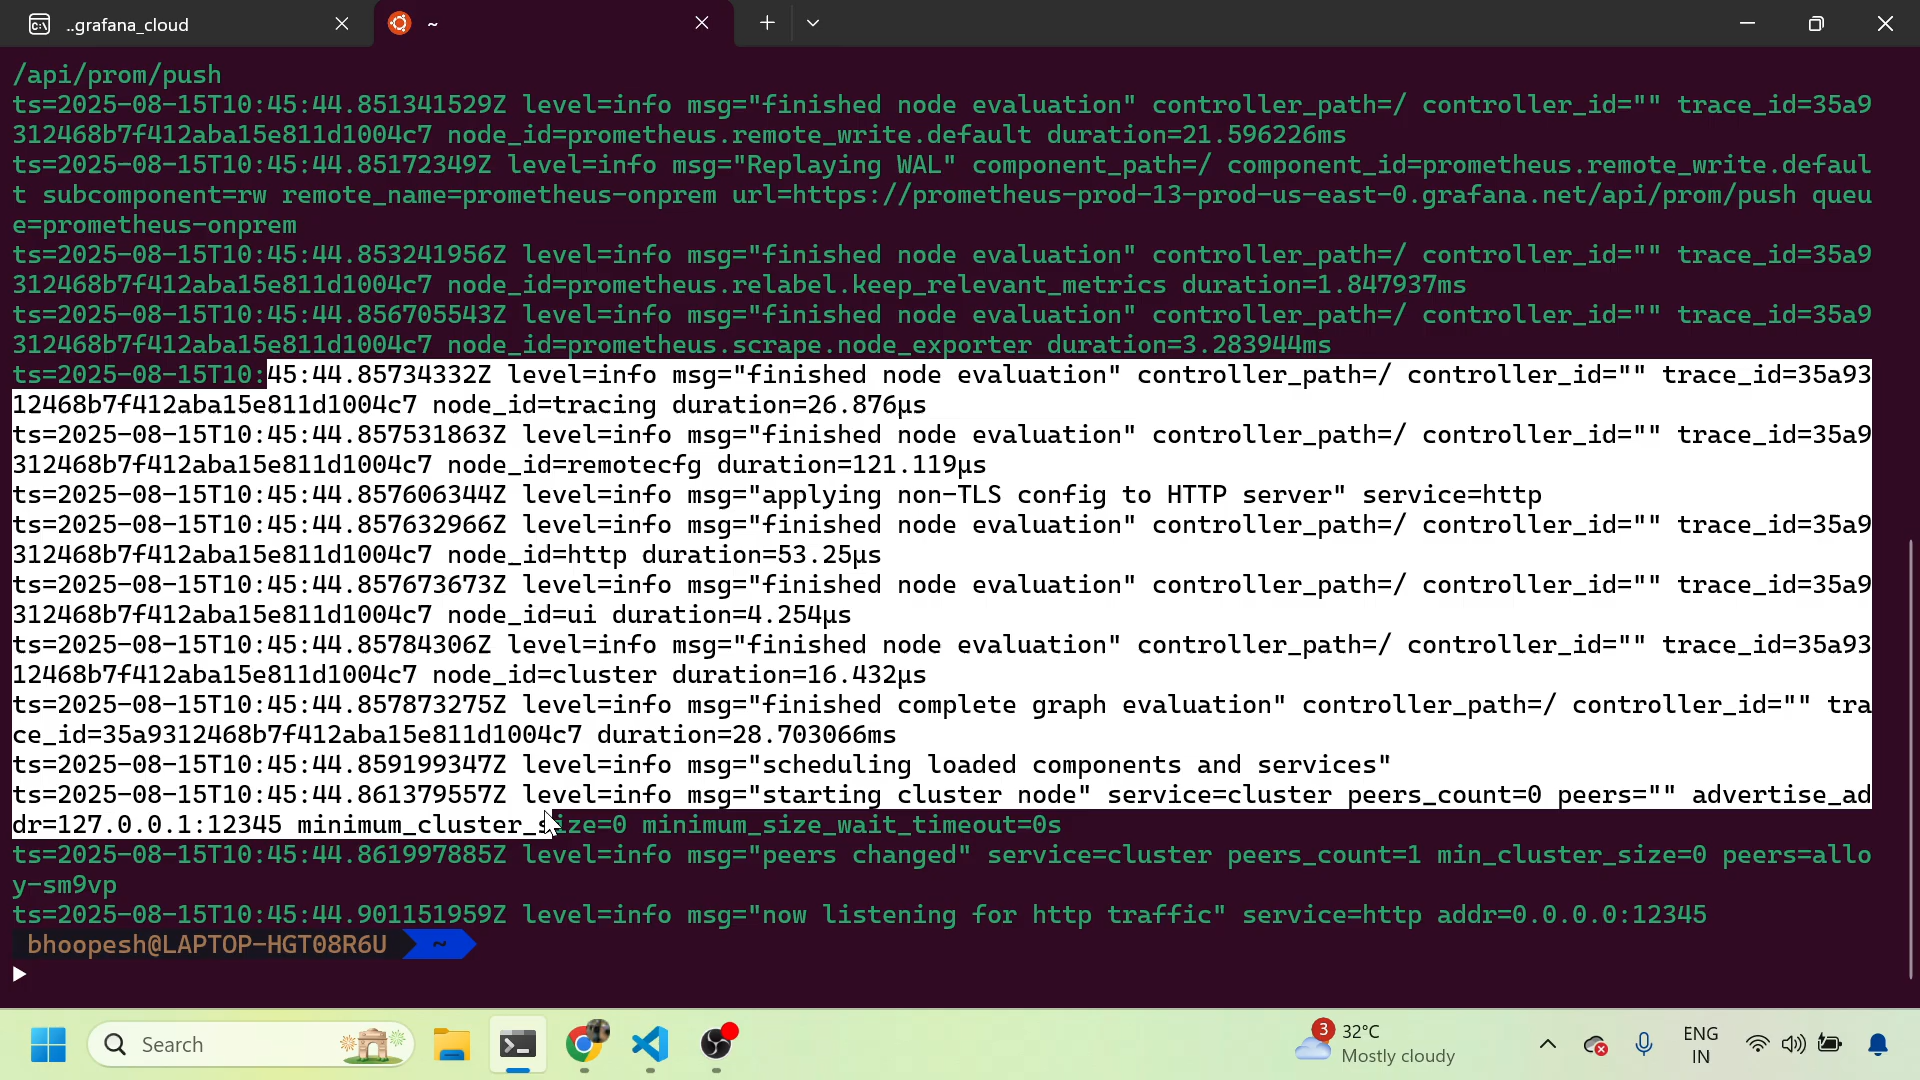 ..grafana_cloud
~
/api/prom/push
ts=2025-08-15T10:45:44.851341529Z level=info msg="finished node evaluation" controller_path=/ controller_id="" trace_id=35a9
312468b7f412aba15e811d1004c7 node_id=prometheus.remote_write.default duration=21.596226ms
ts=2025-08-15T10:45:44.85172349Z level=info msg="Replaying WAL" component_path=/ component_id=prometheus.remote_write.defaul
t subcomponent=rw remote_name=prometheus-onprem url=https://prometheus-prod-13-prod-us-east-0.grafana.net/api/prom/push queu
e=prometheus-onprem
ts=2025-08-15T10:45:44.853241956Z level=info msg="finished node evaluation" controller_path=/ controller_id="" trace_id=35a9
312468b7f412aba15e811d1004c7 node_id=prometheus.relabel.keep_relevant_metrics duration=1.847937ms
ts=2025-08-15T10:45:44.856705543Z level=info msg="finished node evaluation" controller_path=/ controller_id="" trace_id=35a9
312468b7f412aba15e811d1004c7 node_id=prometheus.scrape.node_exporter duration=3.283944ms
ts=2025-08-15T10:45:44.85734332Z level=info msg="finished node evaluation" controller_path=/ controller_id="" trace_id=35a93
12468b7f412aba15e811d1004c7 node_id=tracing duration=26.876µs
ts=2025-08-15T10:45:44.857531863Z level=info msg="finished node evaluation" controller_path=/ controller_id="" trace_id=35a9
312468b7f412aba15e811d1004c7 node_id=remotecfg duration=121.119µs
ts=2025-08-15T10:45:44.857606344Z level=info msg="applying non-TLS config to HTTP server" service=http
ts=2025-08-15T10:45:44.857632966Z level=info msg="finished node evaluation" controller_path=/ controller_id="" trace_id=35a9
312468b7f412aba15e811d1004c7 node_id=http duration=53.25µs
ts=2025-08-15T10:45:44.857673673Z level=info msg="finished node evaluation" controller_path=/ controller_id="" trace_id=35a9
312468b7f412aba15e811d1004c7 node_id=ui duration=4.254µs
ts=2025-08-15T10:45:44.85784306Z level=info msg="finished node evaluation" controller_path=/ controller_id="" trace_id=35a93
12468b7f412aba15e811d1004c7 node_id=cluster duration=16.432µs
ts=2025-08-15T10:45:44.857873275Z level=info msg="finished complete graph evaluation" controller_path=/ controller_id="" tra
ce_id=35a9312468b7f412aba15e811d1004c7 duration=28.703066ms
ts=2025-08-15T10:45:44.859199347Z level=info msg="scheduling loaded components and services"
ts=2025-08-15T10:45:44.861379557Z level=info msg="starting cluster node" service=cluster peers_count=0 peers="" advertise_ad
dr=127.0.0.1:12345 minimum_cluster_size=0 minimum_size_wait_timeout=0s
ts=2025-08-15T10:45:44.861997885Z level=info msg="peers changed" service=cluster peers_count=1 min_cluster_size=0 peers=allo
y-sm9vp
ts=2025-08-15T10:45:44.901151959Z level=info msg="now listening for http traffic" service=http addr=0.0.0.0:12345
bhoopesh@LAPTOP-HGT08R6U ~
Search
3
32°C
Mostly cloudy
ENG
IN